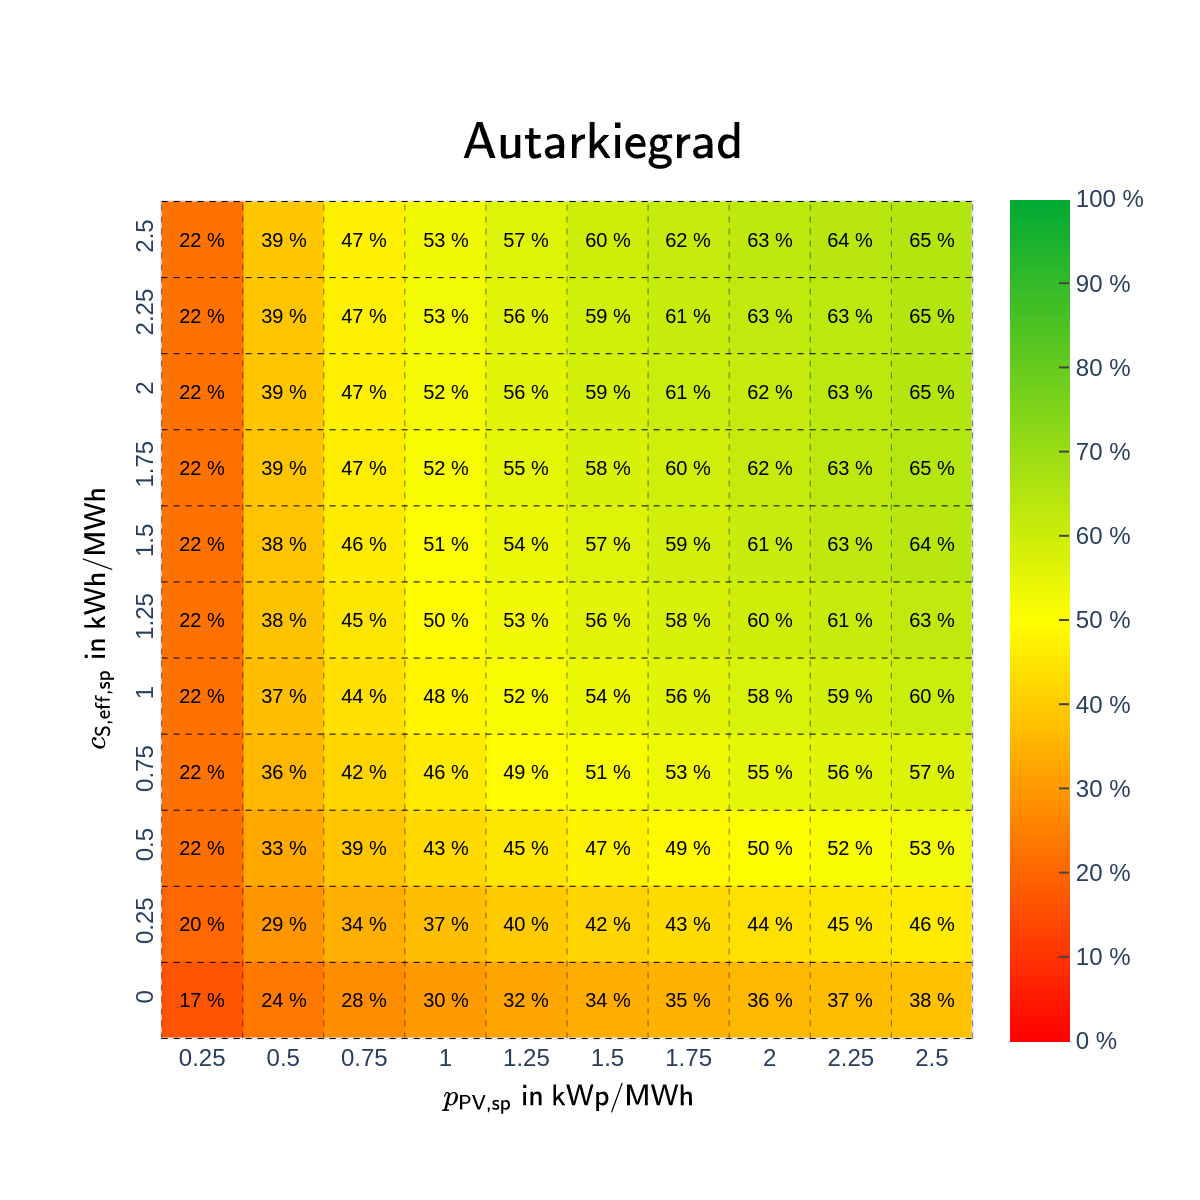 Autarkiegrad
100 %
2.5 22 % 39 % 47 % 53 % 57 % 60 % 62 % 63 % 64 % 65 %
90 %
2.25 22 % 39 % 47 % 53 % 56 % 59 % 61 % 63 % 63 % 65 %
80 %
2 22 % 39 % 47 % 52 % 56 % 59 % 61 % 62 % 63 % 65 %
70 %
1.75 22 % 39 % 47 % 52 % 55 % 58 % 60 % 62 % 63 % 65 %
60 %
1.5 22 % 38 % 46 % 51 % 54 % 57 % 59 % 61 % 63 % 64 %
1.25 22 % 38 % 45 % 50 % 53 % 56 % 58 % 60 % 61 % 63 %
50 %
1 22 % 37 % 44 % 48 % 52 % 54 % 56 % 58 % 59 % 60 %
40 %
0.75 22 % 36 % 42 % 46 % 49 % 51 % 53 % 55 % 56 % 57 %
30 %
0.5 22 % 33 % 39 % 43 % 45 % 47 % 49 % 50 % 52 % 53 %
20 %
0.25 20 % 29 % 34 % 37 % 40 % 42 % 43 % 44 % 45 % 46 %
10 %
0 17 % 24 % 28 % 30 % 32 % 34 % 35 % 36 % 37 % 38 %
0 %
0.25 0.5 0.75 1 1.25 1.5 1.75 2 2.25 2.5
p PV,sp in kWp/MWh
c S,eff,sp in kWh/MWh